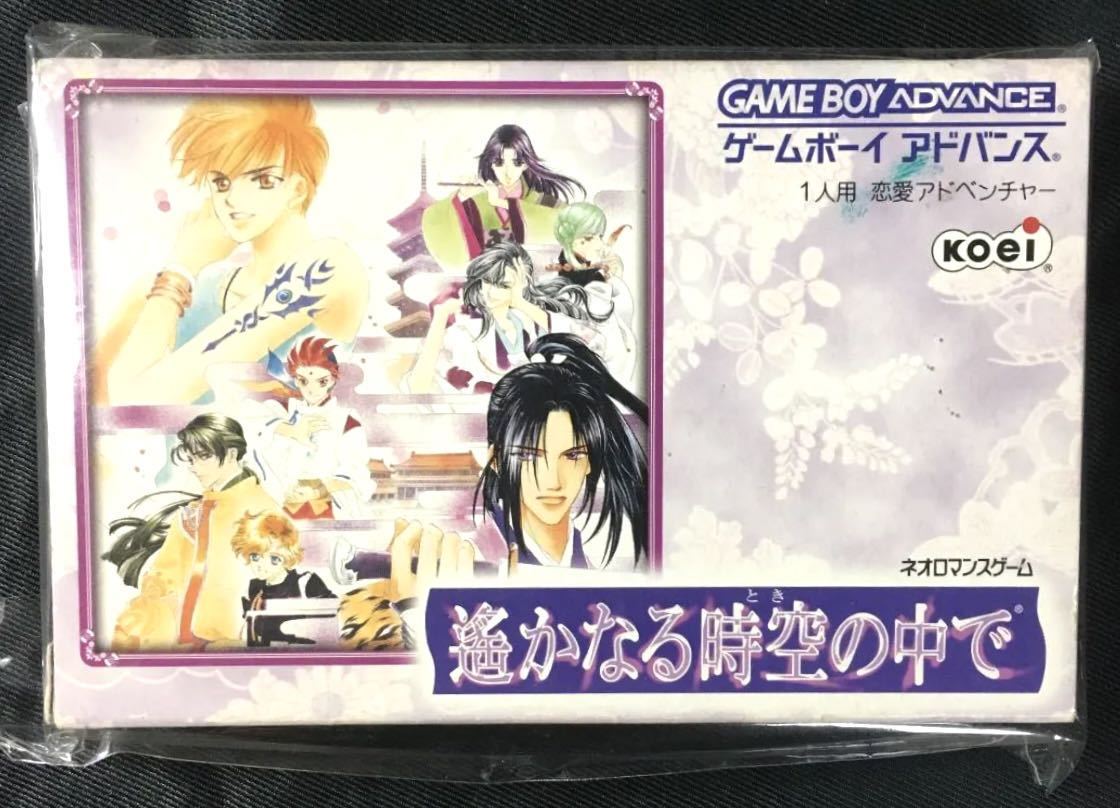 GAME BOY ADVANCE®
ゲームボーイ アドバンス®
1人用 恋愛アドベンチャー
KOEI®
ネオロマンスゲーム
とき
遙かなる時空の中で®